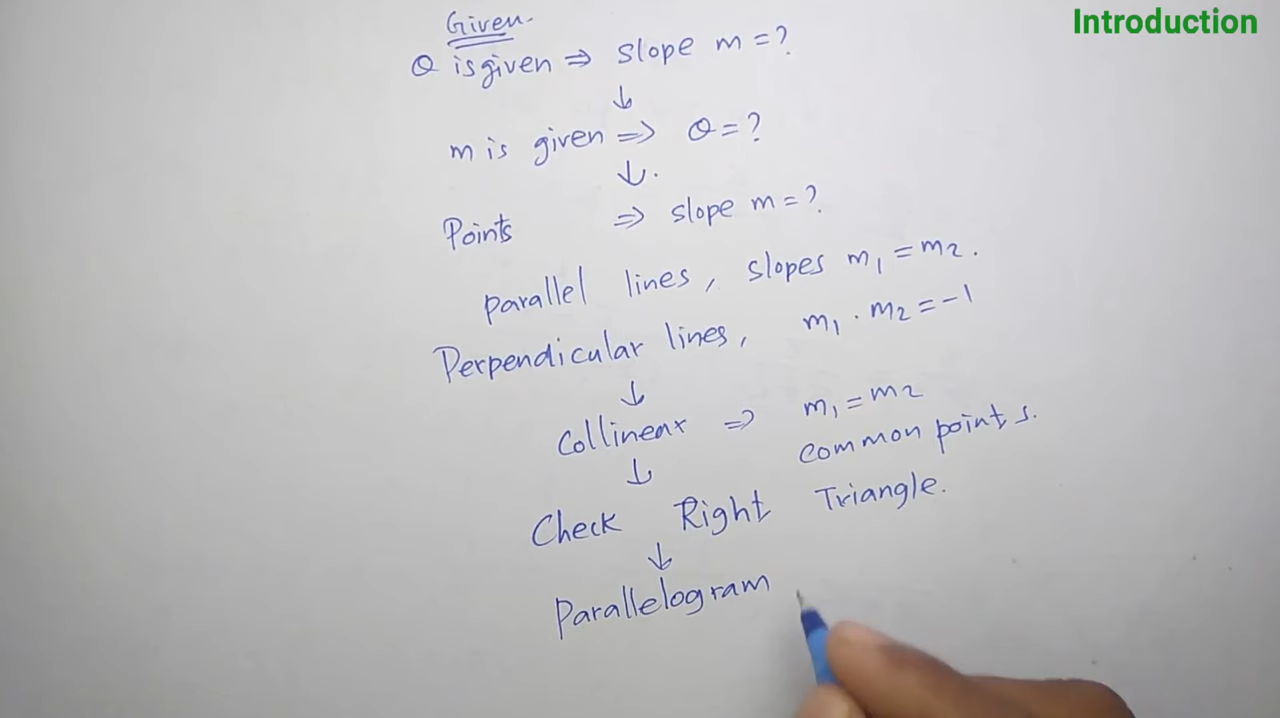 Introduction
Given.
θ is given ⇒ slope m = ?
↓
m is given ⇒ θ = ?
↓.
Points ⇒ slope m = ?
parallel lines, slopes m₁ = m₂.
Perpendicular lines, m₁ · m₂ = -1
↓
Collinear ⇒ m₁ = m₂
↓ common points.
Check Right Triangle.
↓
Parallelogram